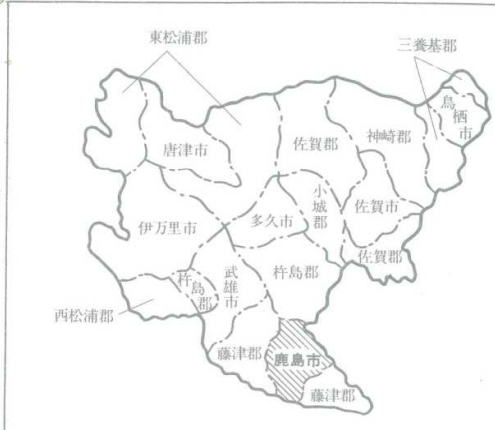 東松浦郡
三養基郡
鳥栖市
神崎郡
佐賀郡
唐津市
小城郡
佐賀市
多久市
伊万里市
佐賀郡
杵島郡
武雄市
杵島郡
西松浦郡
藤津郡
鹿島市
藤津郡